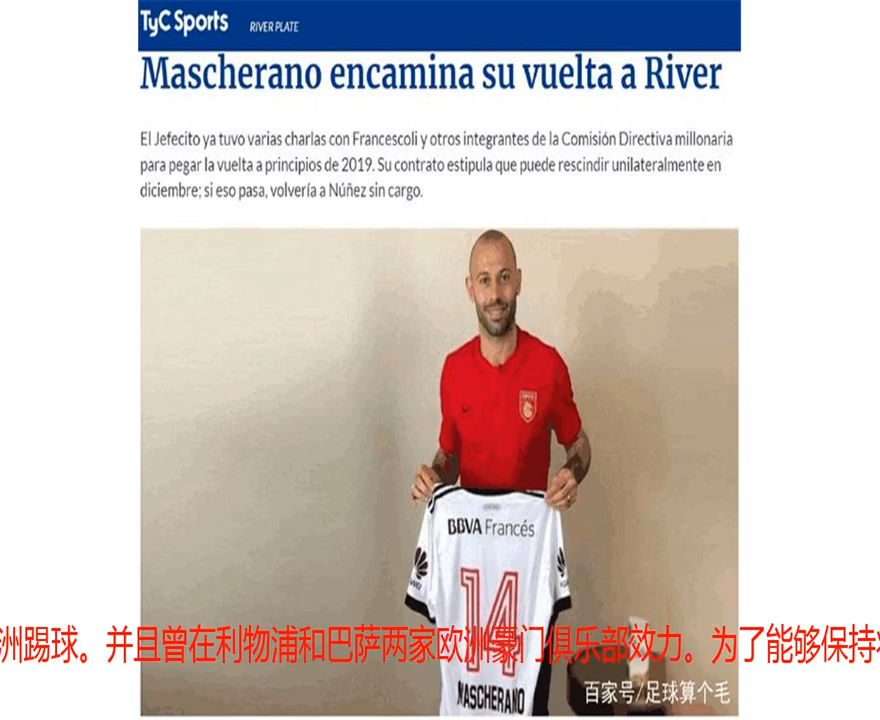 TyC Sports RIVER PLATE
Mascherano encamina su vuelta a River
El Jefecito ya tuvo varias charlas con Francescoli y otros integrantes de la Comisión Directiva millonaria
para pegar la vuelta a principios de 2019. Su contrato estipula que puede rescindir unilateralmente en
diciembre; si eso pasa, volvería a Núñez sin cargo.
BBVA Francés
14
洲踢球。并且曾在利物浦和巴萨两家欧洲豪门俱乐部效力。为了能够保持
MASCHERANO
百家号/足球算个毛